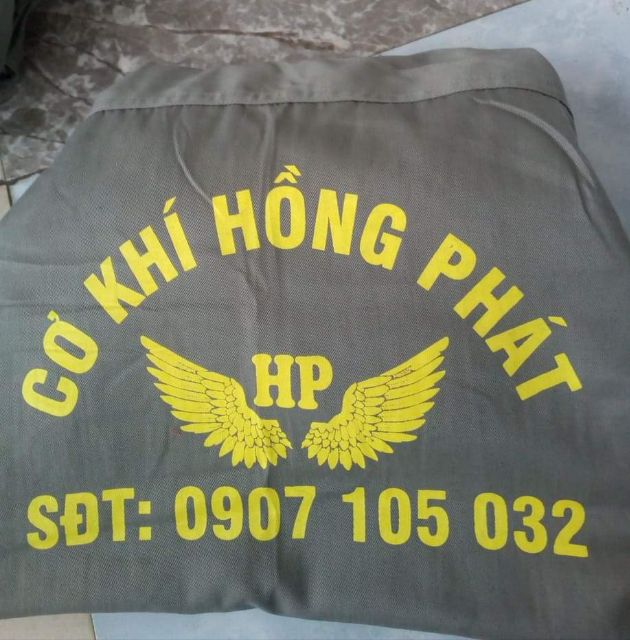 CƠ KHÍ HỒNG PHÁT
HP
SĐT: 0907 105 032